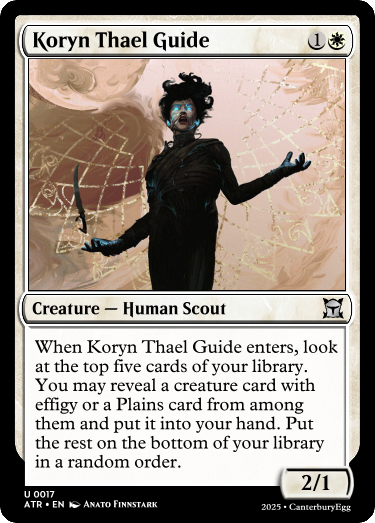 Koryn Thael Guide 1
Creature — Human Scout
When Koryn Thael Guide enters, look
at the top five cards of your library.
You may reveal a creature card with
effigy or a Plains card from among
them and put it into your hand. Put
the rest on the bottom of your library
in a random order.
2/1
U 0017
ATR • EN Anato Finnstark
2025 • CanterburyEgg